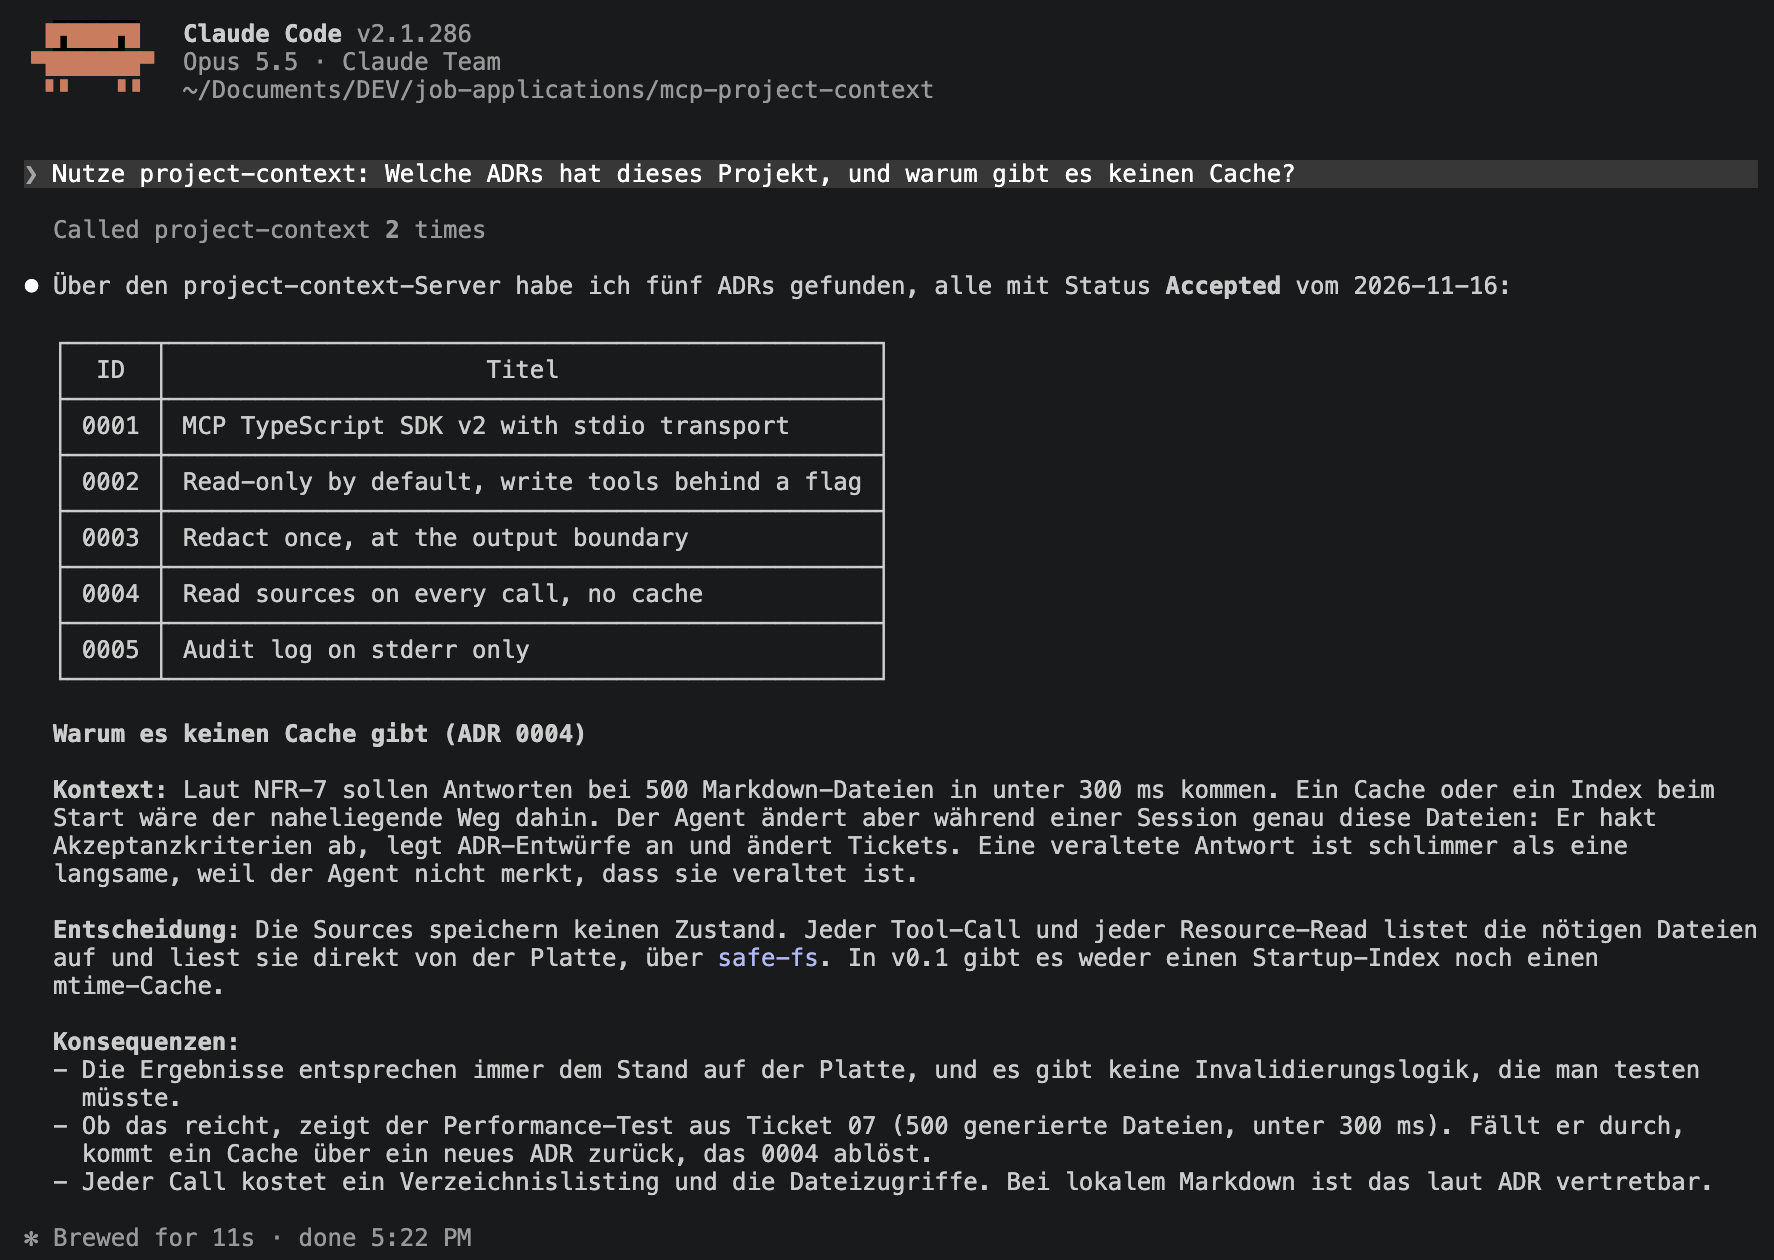 Claude Code v2.1.286
Opus 5.5 · Claude Team
~/Documents/DEV/job-applications/mcp-project-context
❯ Nutze project-context: Welche ADRs hat dieses Projekt, und warum gibt es keinen Cache?
Called project-context 2 times
● Über den project-context-Server habe ich fünf ADRs gefunden, alle mit Status Accepted vom 2026-11-16:
ID Titel
0001 MCP TypeScript SDK v2 with stdio transport
0002 Read-only by default, write tools behind a flag
0003 Redact once, at the output boundary
0004 Read sources on every call, no cache
0005 Audit log on stderr only
Warum es keinen Cache gibt (ADR 0004)
Kontext: Laut NFR-7 sollen Antworten bei 500 Markdown-Dateien in unter 300 ms kommen. Ein Cache oder ein Index beim
Start wäre der naheliegende Weg dahin. Der Agent ändert aber während einer Session genau diese Dateien: Er hakt
Akzeptanzkriterien ab, legt ADR-Entwürfe an und ändert Tickets. Eine veraltete Antwort ist schlimmer als eine
langsame, weil der Agent nicht merkt, dass sie veraltet ist.
Entscheidung: Die Sources speichern keinen Zustand. Jeder Tool-Call und jeder Resource-Read listet die nötigen Dateien
auf und liest sie direkt von der Platte, über safe-fs. In v0.1 gibt es weder einen Startup-Index noch einen
mtime-Cache.
Konsequenzen:
- Die Ergebnisse entsprechen immer dem Stand auf der Platte, und es gibt keine Invalidierungslogik, die man testen
müsste.
- Ob das reicht, zeigt der Performance-Test aus Ticket 07 (500 generierte Dateien, unter 300 ms). Fällt er durch,
kommt ein Cache über ein neues ADR zurück, das 0004 ablöst.
- Jeder Call kostet ein Verzeichnislisting und die Dateizugriffe. Bei lokalem Markdown ist das laut ADR vertretbar.
✻ Brewed for 11s · done 5:22 PM